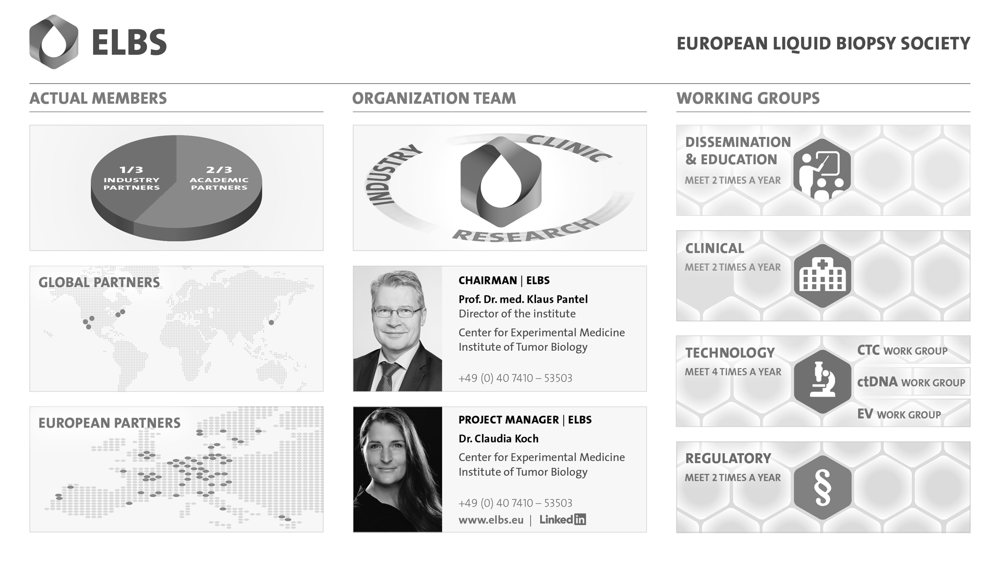 ELBS
EUROPEAN LIQUID BIOPSY SOCIETY
ACTUAL MEMBERS
1/3
INDUSTRY
PARTNERS
2/3
ACADEMIC
PARTNERS
GLOBAL PARTNERS
EUROPEAN PARTNERS
ORGANIZATION TEAM
INDUSTRY
CLINIC
RESEARCH
CHAIRMAN | ELBS
Prof. Dr. med. Klaus Pantel
Director of the institute
Center for Experimental Medicine
Institute of Tumor Biology
+49 (0) 40 7410 – 53503
PROJECT MANAGER | ELBS
Dr. Claudia Koch
Center for Experimental Medicine
Institute of Tumor Biology
+49 (0) 40 7410 – 53503
www.elbs.eu | Linkedin
WORKING GROUPS
DISSEMINATION
& EDUCATION
MEET 2 TIMES A YEAR
CLINICAL
MEET 2 TIMES A YEAR
TECHNOLOGY
MEET 4 TIMES A YEAR
CTC WORK GROUP
ctDNA WORK GROUP
EV WORK GROUP
REGULATORY
MEET 2 TIMES A YEAR
§